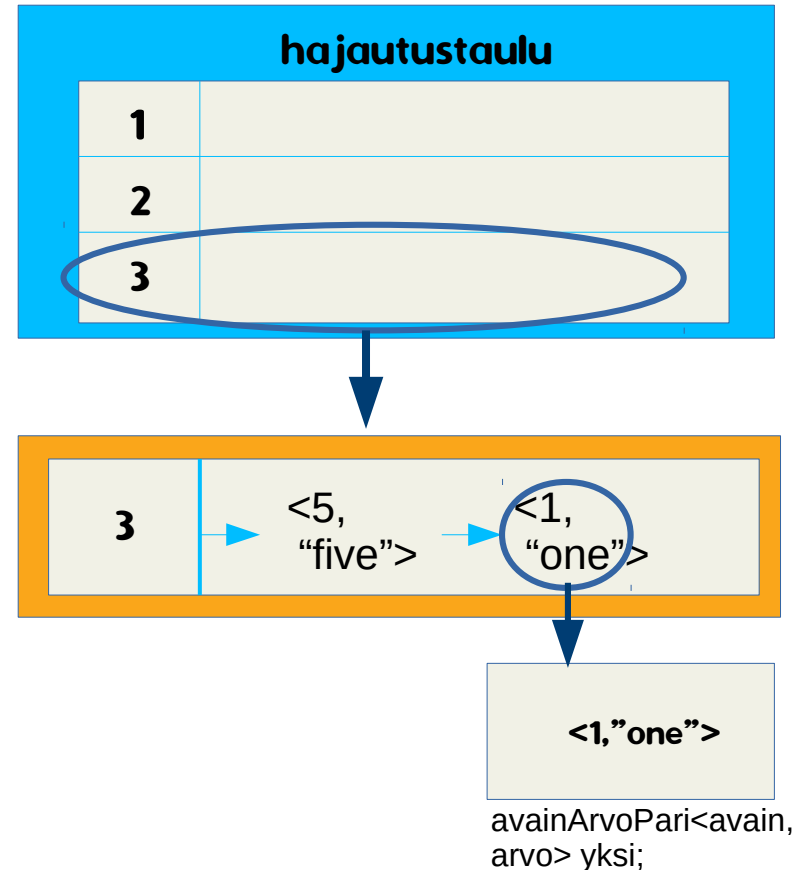 hajautustaulu
1
2
3
3
<5,
“five”>
<1,
“one”>
<1,”one”>
avainArvoPari<avain,
arvo> yksi;